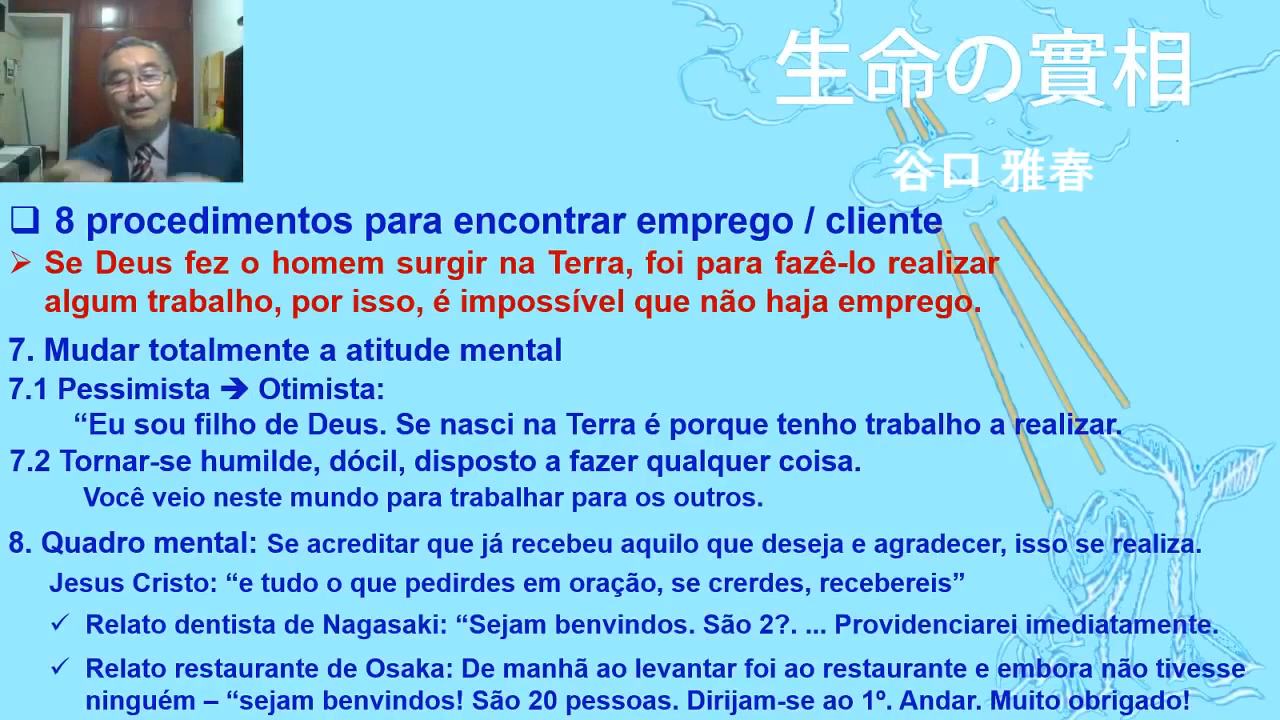 生命の實相
谷口 雅春
8 procedimentos para encontrar emprego / cliente
Se Deus fez o homem surgir na Terra, foi para fazê-lo realizar
algum trabalho, por isso, é impossível que não haja emprego.
7. Mudar totalmente a atitude mental
7.1 Pessimista ➔ Otimista:
“Eu sou filho de Deus. Se nasci na Terra é porque tenho trabalho a realizar.
7.2 Tornar-se humilde, dócil, disposto a fazer qualquer coisa.
Você veio neste mundo para trabalhar para os outros.
8. Quadro mental: Se acreditar que já recebeu aquilo que deseja e agradecer, isso se realiza.
Jesus Cristo: “e tudo o que pedirdes em oração, se crerdes, recebereis”
✓ Relato dentista de Nagasaki: “Sejam benvindos. São 2?. ... Providenciarei imediatamente.
✓ Relato restaurante de Osaka: De manhã ao levantar foi ao restaurante e embora não tivesse
ninguém – “sejam benvindos! São 20 pessoas. Dirijam-se ao 1º. Andar. Muito obrigado!